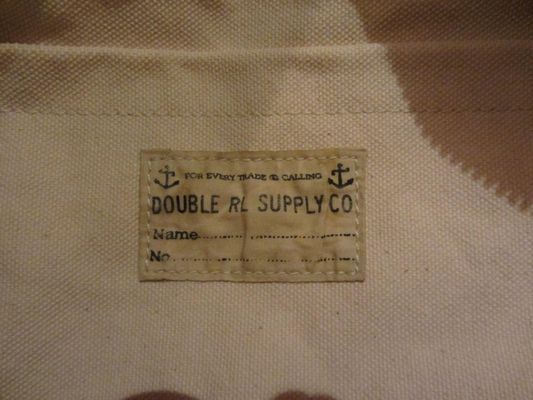 FOR EVERY TRADE & CALLING
DOUBLE RL SUPPLY CO
Name
No